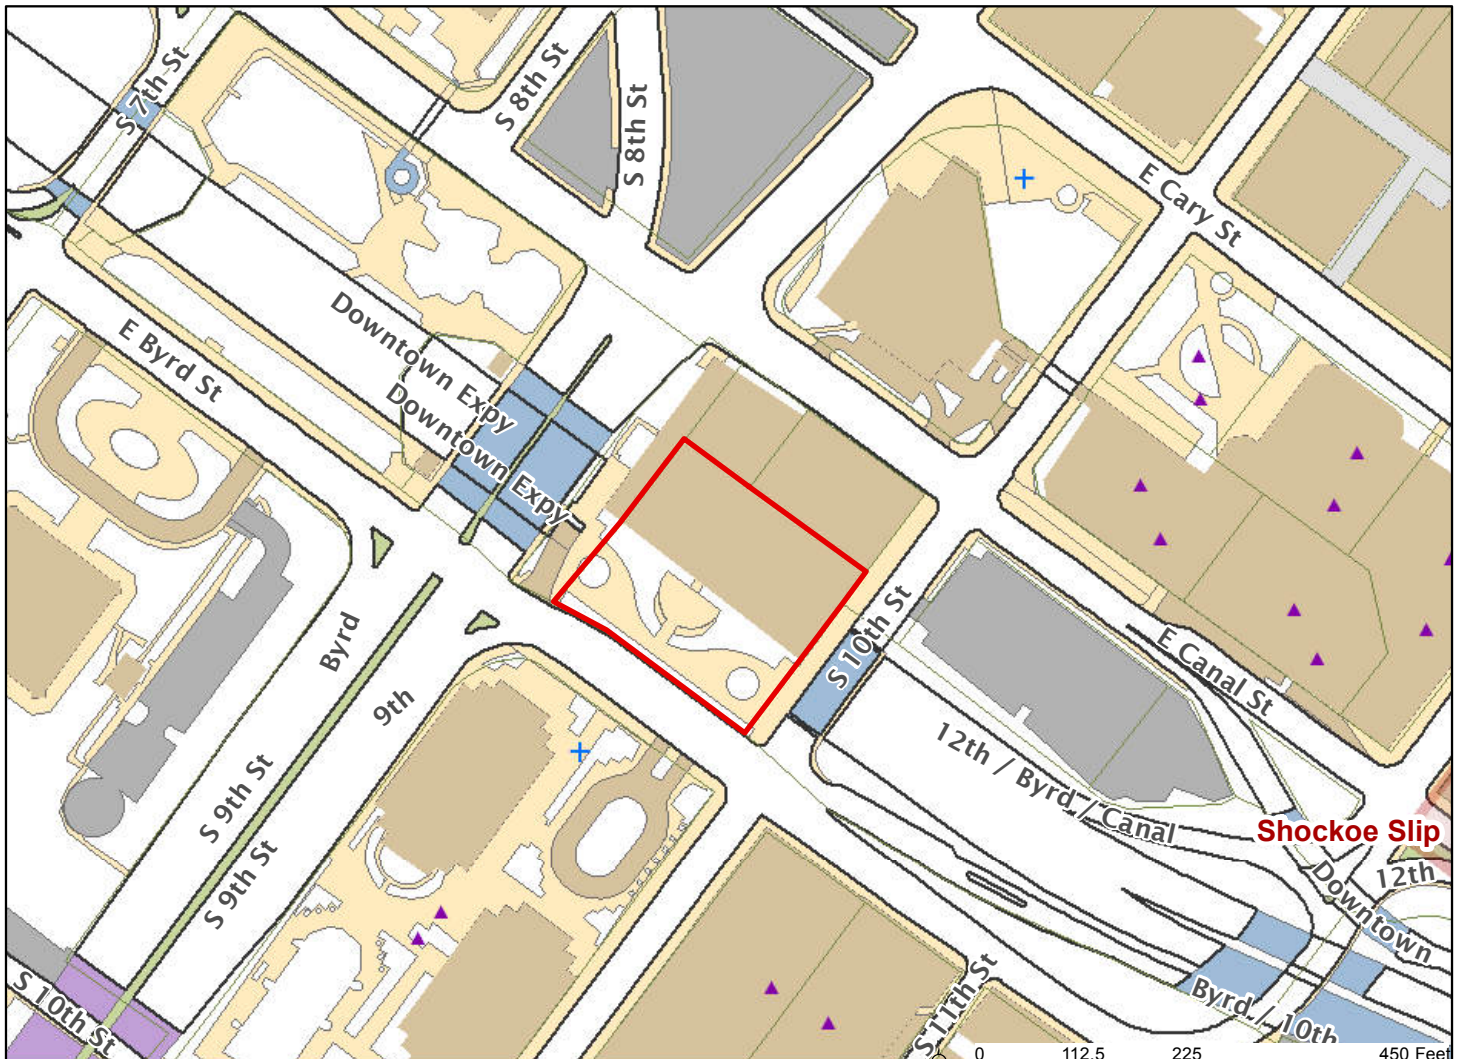 S 7th St
S 8th St
S 8th St
E Cary St
Downtown Expy
Downtown Expy
E Byrd St
S 10th St
E Canal St
Byrd
9th
12th / Byrd / Canal
S 9th St
S 9th St
Shockoe Slip
12th
Downtown
Byrd / 10th
S 11th St
S 10th St
0 112.5 225 450 Feet